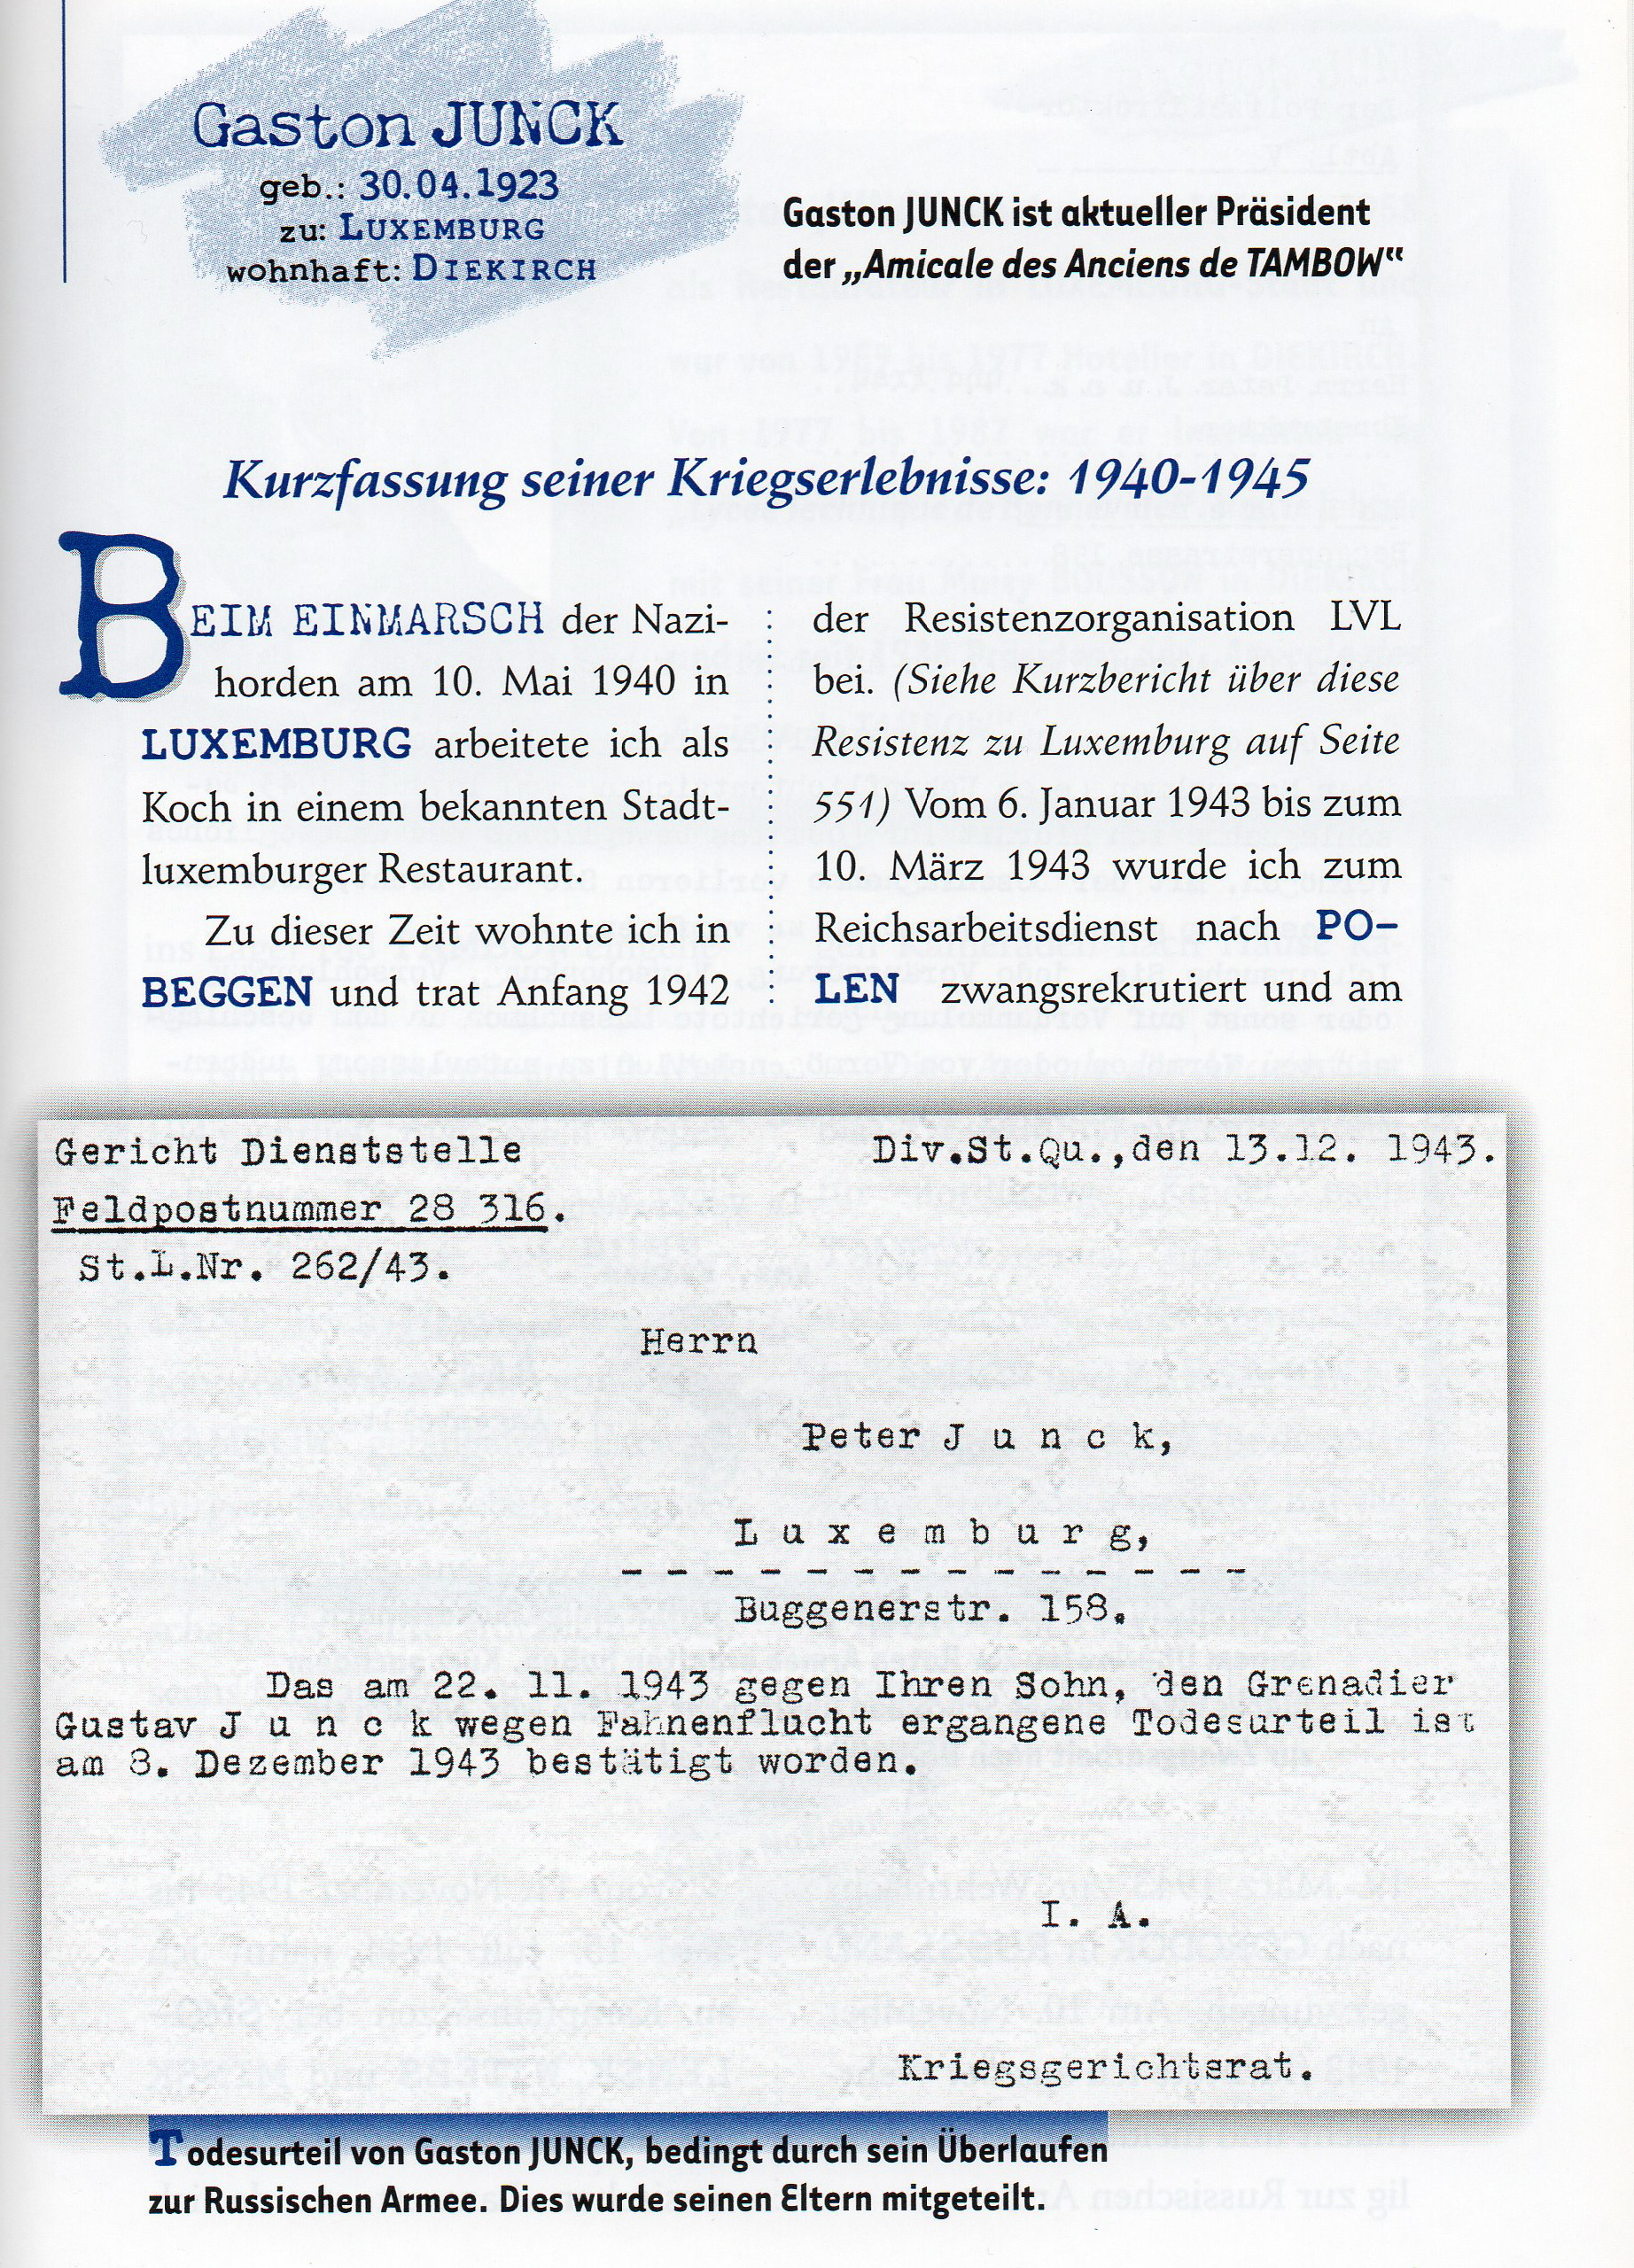 Gaston JUNCK
geb.: 30.04.1923
zu: LUXEMBURG
wohnhaft: DIEKIRCH
Gaston JUNCK ist aktueller Präsident
der „Amicale des Anciens de TAMBOW“
Kurzfassung seiner Kriegserlebnisse: 1940-1945
BEIM EINMARSCH der Nazi-
horden am 10. Mai 1940 in
LUXEMBURG arbeitete ich als
Koch in einem bekannten Stadt-
luxemburger Restaurant.
Zu dieser Zeit wohnte ich in
BEGGEN und trat Anfang 1942
der Resistenzorganisation LVL
bei. (Siehe Kurzbericht über diese
Resistenz zu Luxemburg auf Seite
551) Vom 6. Januar 1943 bis zum
10. März 1943 wurde ich zum
Reichsarbeitsdienst nach PO-
LEN zwangsrekrutiert und am
Gericht Dienststelle
Div.St.Qu.,den 13.12. 1943.
Feldpostnummer 28 316.
St.L.Nr. 262/43.
Herrn
Peter J u n c k,
L u x e m b u r g,
- - - - - - - - - - - - - -
Buggenerstr. 158.
Das am 22. 11. 1943 gegen Ihren Sohn, den Grenadier
Gustav J u n c k wegen Fahnenflucht ergangene Todesurteil ist
am 8. Dezember 1943 bestätigt worden.
I. A.
Kriegsgerichtsrat.
Todesurteil von Gaston JUNCK, bedingt durch sein Überlaufen
zur Russischen Armee. Dies wurde seinen Eltern mitgeteilt.